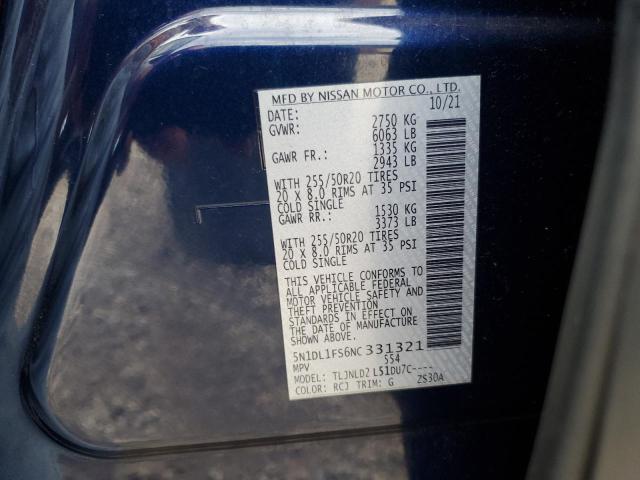 MFD BY NISSAN MOTOR CO., LTD.
DATE: 10/21
GVWR: 2750 KG
6063 LB
GAWR FR.: 1335 KG
2943 LB
WITH 255/50R20 TIRES
20 X 8.0 RIMS AT 35 PSI
COLD SINGLE
GAWR RR.: 1530 KG
3373 LB
WITH 255/50R20 TIRES
20 X 8.0 RIMS AT 35 PSI
COLD SINGLE
THIS VEHICLE CONFORMS TO
ALL APPLICABLE FEDERAL
MOTOR VEHICLE SAFETY AND
THEFT PREVENTION
STANDARDS IN EFFECT ON
THE DATE OF MANUFACTURE
SHOWN ABOVE.
5N1DL1FS6NC331321
MPV 554
MODEL: TLJNLD2 L51DU7C----
COLOR: RCJ TRIM: G ZS30A